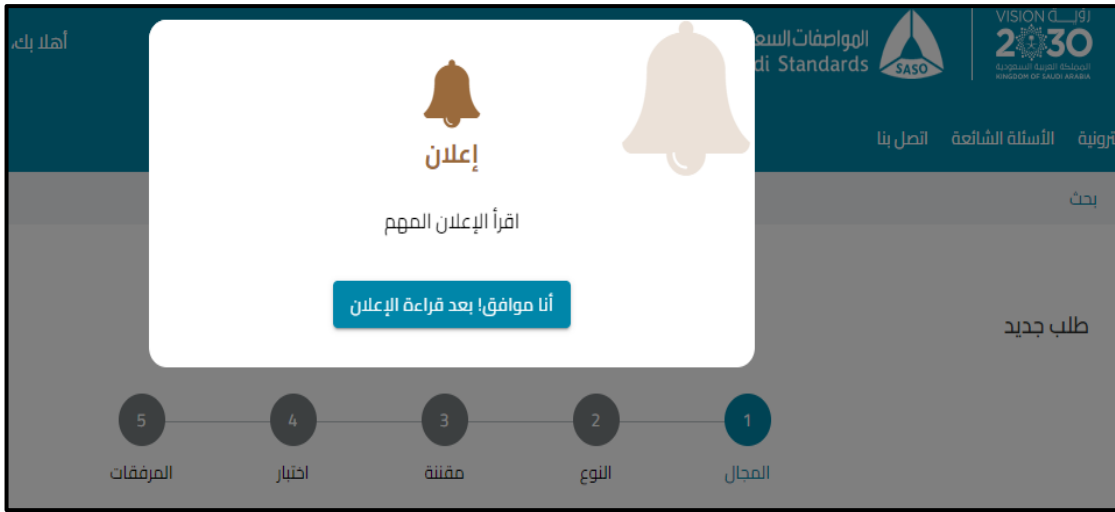 أهلا بك،
المواصفات السعـ
di Standards
SASO
VISION رؤيـــة
2030
المملكة العربية السعودية
KINGDOM OF SAUDI ARABIA
ترونية الأسئلة الشائعة اتصل بنا
بحث
إعلان
اقرأ الإعلان المهم
أنا موافق! بعد قراءة الإعلان
طلب جديد
1 2 3 4 5
المجال النوع مقننة اختبار المرفقات